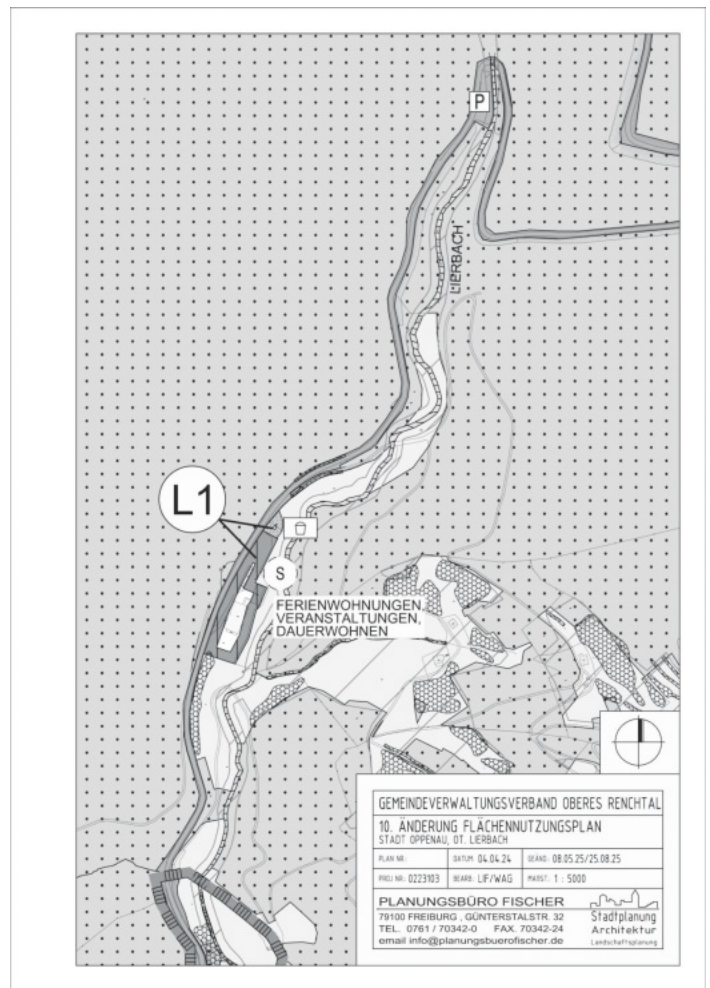 P
LIERBACH
L1
S
FERIENWOHNUNGEN,
VERANSTALTUNGEN,
DAUERWOHNEN
GEMEINDEVERWALTUNGSVERBAND OBERES RENCHTAL
10. ÄNDERUNG FLÄCHENNUTZUNGSPLAN
STADT OPPENAU, OT. LIERBACH
PLAN NR.: DATUM: 04.04.24 GEÄND.: 08.05.25/25.08.25
PROJ.NR.: 0223103 BEARB.: LIF/WAG MAßST.: 1 : 5000
PLANUNGSBÜRO FISCHER
79100 FREIBURG , GÜNTERSTALSTR. 32
TEL. 0761 / 70342-0 FAX. 70342-24
email info@planungsbuerofischer.de
Stadtplanung
Architektur
Landschaftsplanung